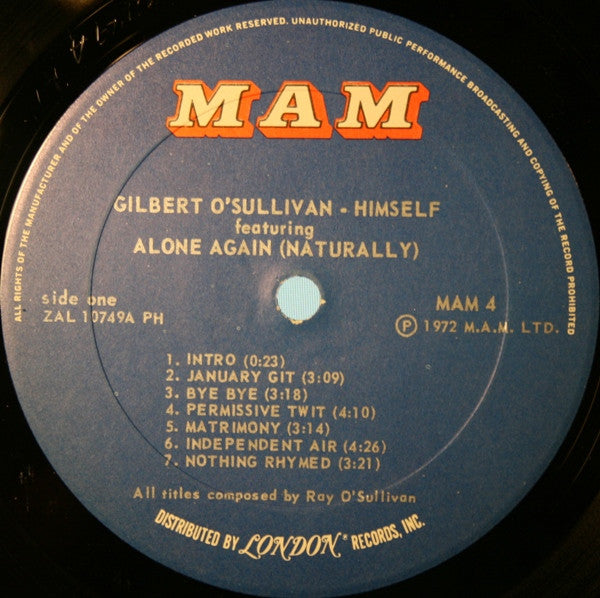 ALL RIGHTS OF THE MANUFACTURER AND OF THE OWNER OF THE RECORDED WORK RESERVED. UNAUTHORIZED PUBLIC PERFORMANCE BROADCASTING AND COPYING OF THE RECORD PROHIBITED
MAM
GILBERT O'SULLIVAN - HIMSELF
featuring
ALONE AGAIN (NATURALLY)
side one
ZAL 10749A PH
MAM 4
Ⓟ 1972 M.A.M. LTD.
1. INTRO (0:23)
2. JANUARY GIT (3:09)
3. BYE BYE (3:18)
4. PERMISSIVE TWIT (4:10)
5. MATRIMONY (3:14)
6. INDEPENDENT AIR (4:26)
7. NOTHING RHYMED (3:21)
All titles composed by Ray O'Sullivan
DISTRIBUTED BY LONDON® RECORDS, INC.